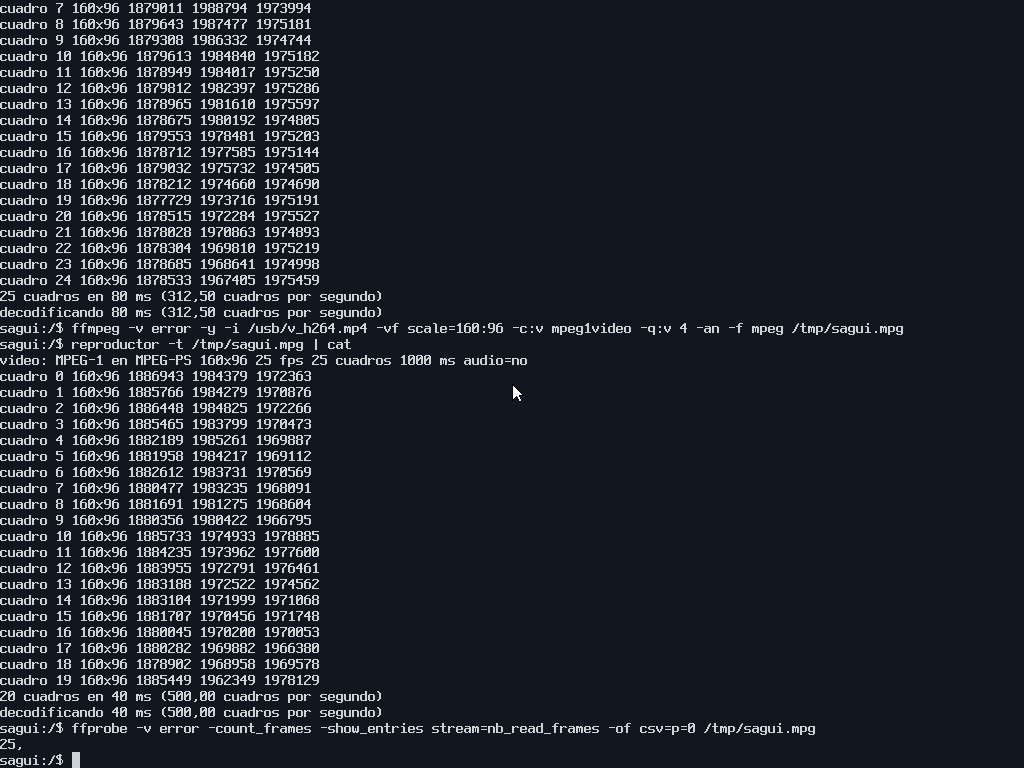 cuadro 7 160x96 1879011 1988794 1973994
cuadro 8 160x96 1879643 1987477 1975181
cuadro 9 160x96 1879308 1986332 1974744
cuadro 10 160x96 1879613 1984840 1975182
cuadro 11 160x96 1878949 1984017 1975250
cuadro 12 160x96 1879812 1982397 1975286
cuadro 13 160x96 1878965 1981610 1975597
cuadro 14 160x96 1878675 1980192 1974805
cuadro 15 160x96 1879553 1978481 1975203
cuadro 16 160x96 1878712 1977585 1975144
cuadro 17 160x96 1879032 1975732 1974505
cuadro 18 160x96 1878212 1974660 1974690
cuadro 19 160x96 1877729 1973716 1975191
cuadro 20 160x96 1878515 1972284 1975527
cuadro 21 160x96 1878028 1970863 1974893
cuadro 22 160x96 1878304 1969810 1975219
cuadro 23 160x96 1878685 1968641 1974998
cuadro 24 160x96 1878533 1967405 1975459
25 cuadros en 80 ms (312,50 cuadros por segundo)
decodificando 80 ms (312,50 cuadros por segundo)
sagui:/$ ffmpeg -v error -y -i /usb/v_h264.mp4 -vf scale=160:96 -c:v mpeg1video -q:v 4 -an -f mpeg /tmp/sagui.mpg
sagui:/$ reproductor -t /tmp/sagui.mpg | cat
video: MPEG-1 en MPEG-PS 160x96 25 fps 25 cuadros 1000 ms audio=no
cuadro 0 160x96 1886943 1984379 1972363
cuadro 1 160x96 1885766 1984279 1970876
cuadro 2 160x96 1886448 1984825 1972266
cuadro 3 160x96 1885465 1983799 1970473
cuadro 4 160x96 1882189 1985261 1969887
cuadro 5 160x96 1881958 1984217 1969112
cuadro 6 160x96 1882612 1983731 1970569
cuadro 7 160x96 1880477 1983235 1968091
cuadro 8 160x96 1881691 1981275 1968604
cuadro 9 160x96 1880356 1980422 1966795
cuadro 10 160x96 1885733 1974933 1978885
cuadro 11 160x96 1884235 1973962 1977600
cuadro 12 160x96 1883955 1972791 1976461
cuadro 13 160x96 1883188 1972522 1974562
cuadro 14 160x96 1883104 1971999 1971068
cuadro 15 160x96 1881707 1970456 1971748
cuadro 16 160x96 1880045 1970200 1970053
cuadro 17 160x96 1880282 1969882 1966380
cuadro 18 160x96 1878902 1968958 1969578
cuadro 19 160x96 1885449 1962349 1978129
20 cuadros en 40 ms (500,00 cuadros por segundo)
decodificando 40 ms (500,00 cuadros por segundo)
sagui:/$ ffprobe -v error -count_frames -show_entries stream=nb_read_frames -of csv=p=0 /tmp/sagui.mpg
25,
sagui:/$